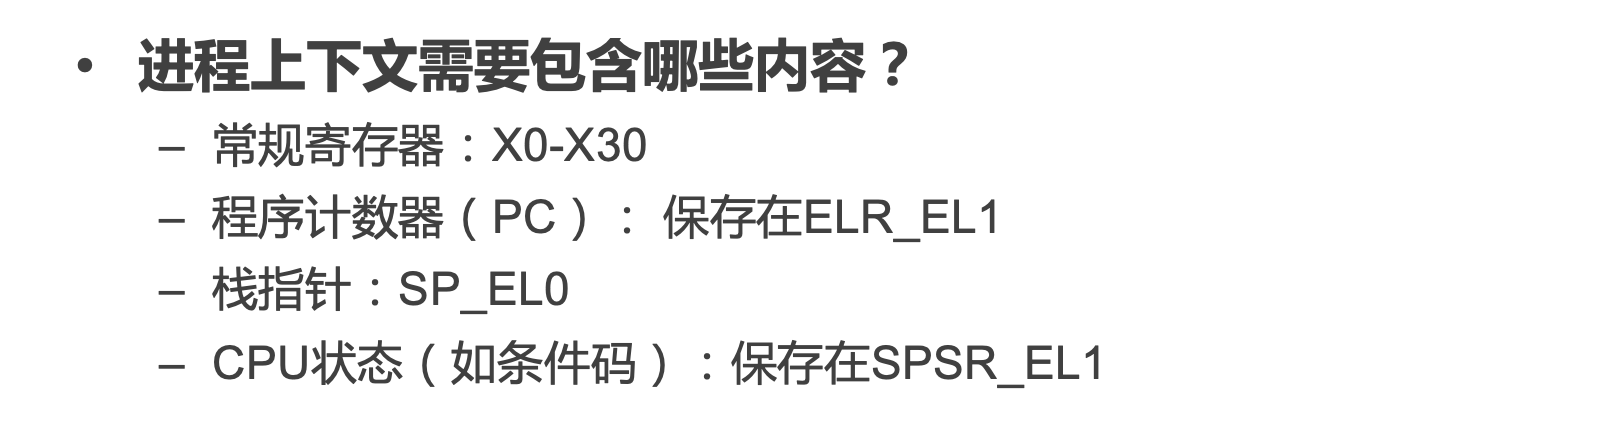 • 进程上下文需要包含哪些内容？
– 常规寄存器：X0-X30
– 程序计数器（PC）： 保存在ELR_EL1
– 栈指针：SP_EL0
– CPU状态（如条件码）：保存在SPSR_EL1